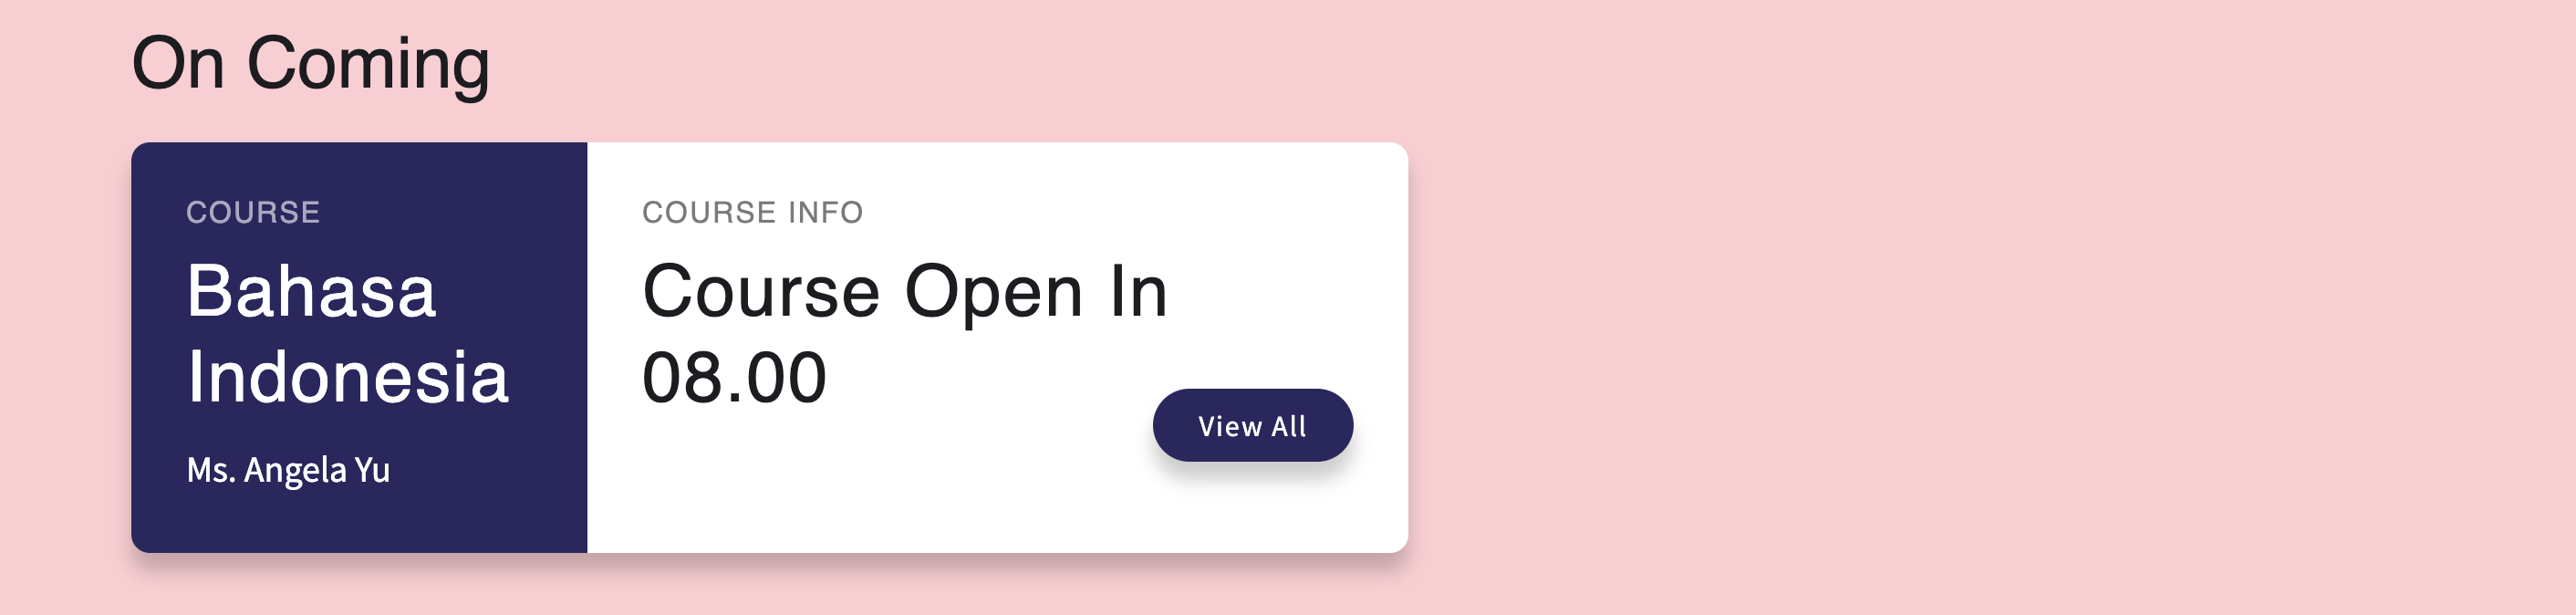 On Coming
COURSE
Bahasa
Indonesia
Ms. Angela Yu
COURSE INFO
Course Open In
08.00
View All